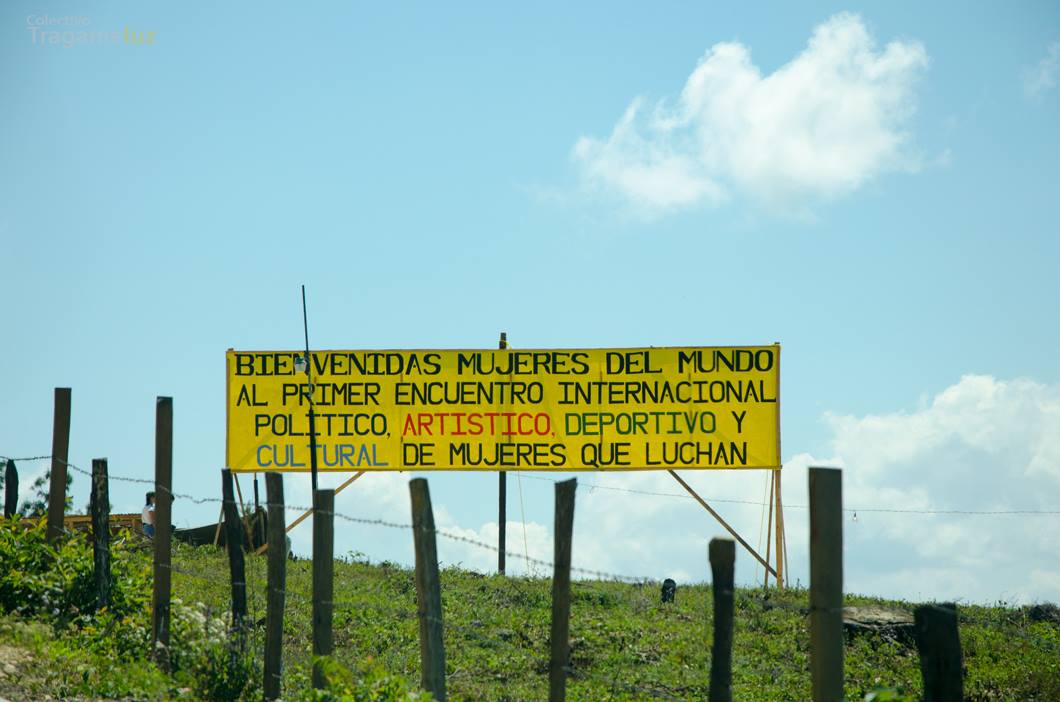 Colectivo
Tragameluz
BIENVENIDAS MUJERES DEL MUNDO
AL PRIMER ENCUENTRO INTERNACIONAL
POLITICO, ARTISTICO, DEPORTIVO Y
CULTURAL DE MUJERES QUE LUCHAN